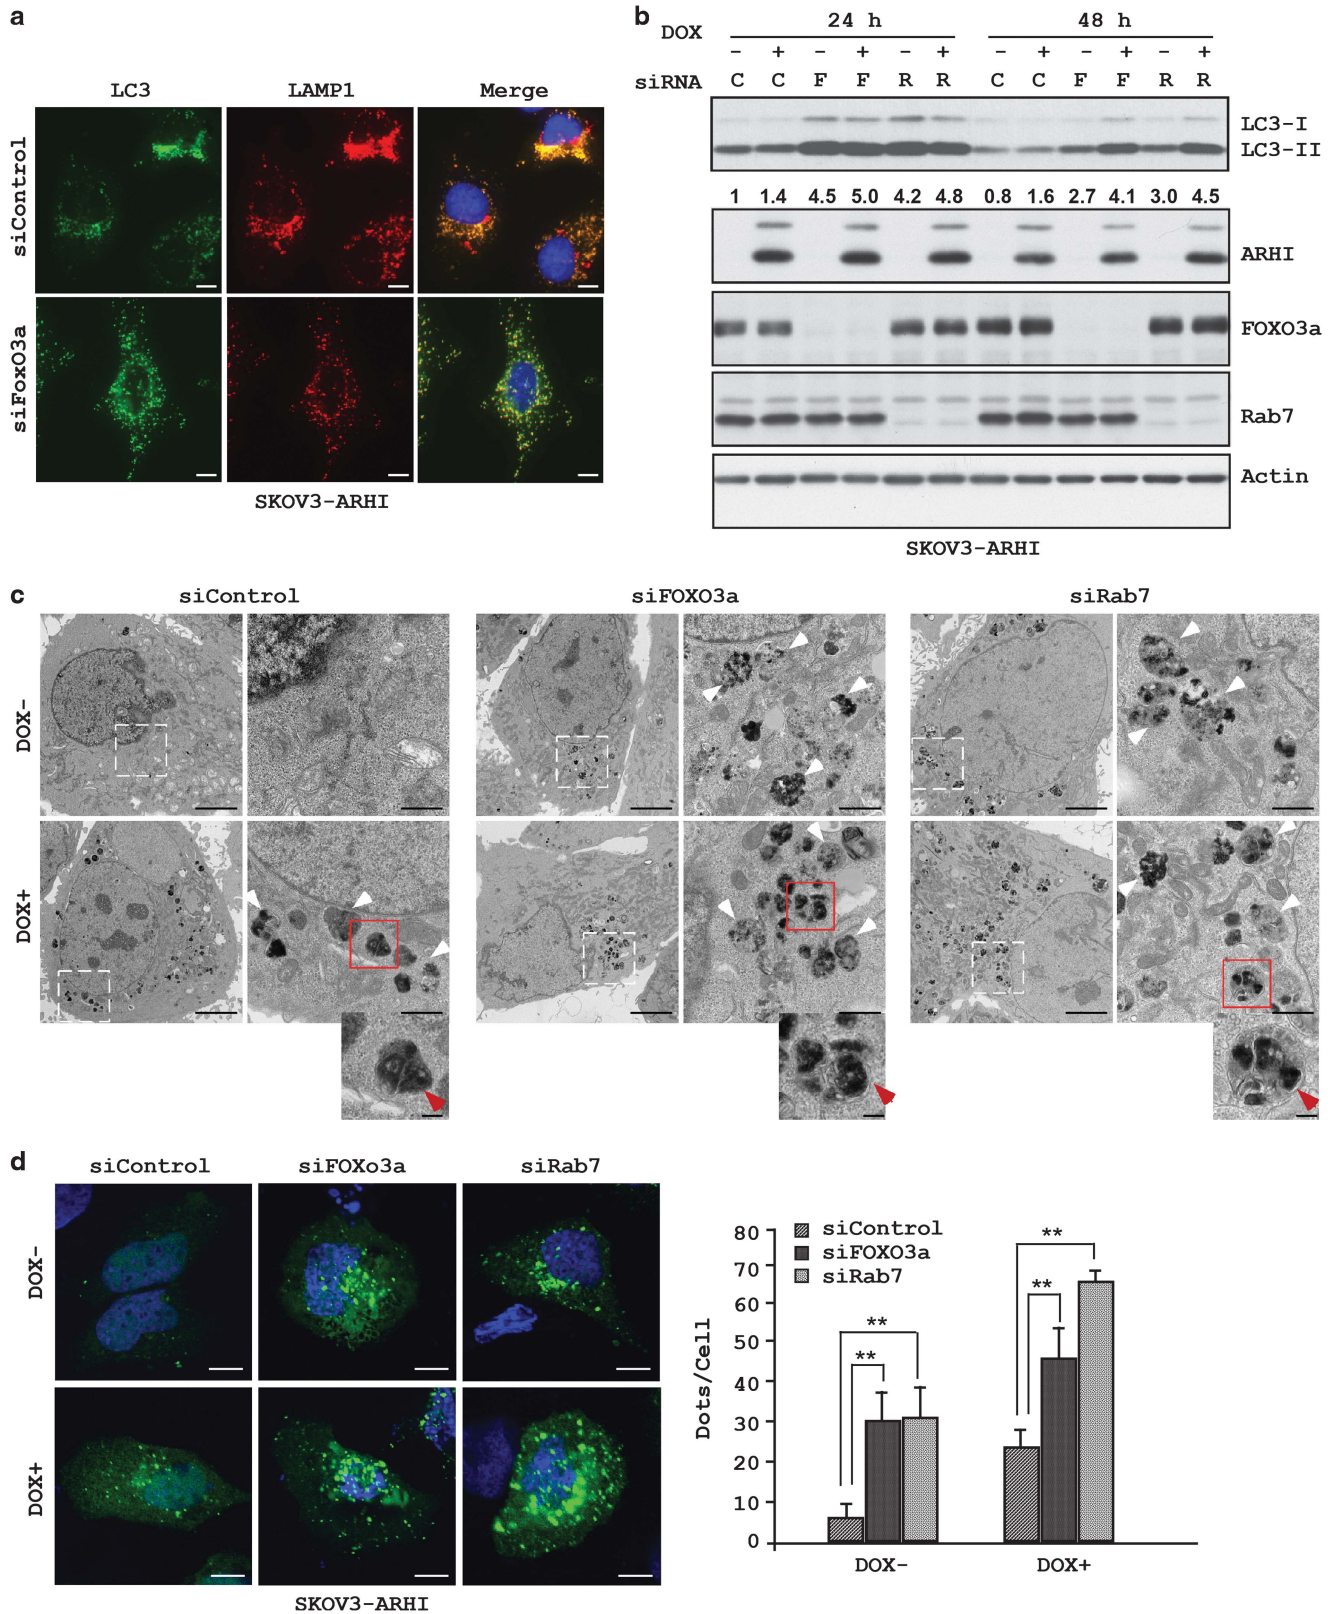 a
LC3 LAMP1 Merge
siControl
siFoxO3a
SKOV3-ARHI
b
24 h 48 h
DOX - + - + - + - + - + - +
siRNA C C F F R R C C F F R R
LC3-I
LC3-II
1 1.4 4.5 5.0 4.2 4.8 0.8 1.6 2.7 4.1 3.0 4.5
ARHI
FOXO3a
Rab7
Actin
SKOV3-ARHI
c
siControl siFOXO3a siRab7
DOX-
DOX+
d
siControl siFOXo3a siRab7
DOX-
DOX+
SKOV3-ARHI
Dots/Cell
80
70
60
50
40
30
20
10
0
siControl
siFOXO3a
siRab7
** **
** **
DOX- DOX+